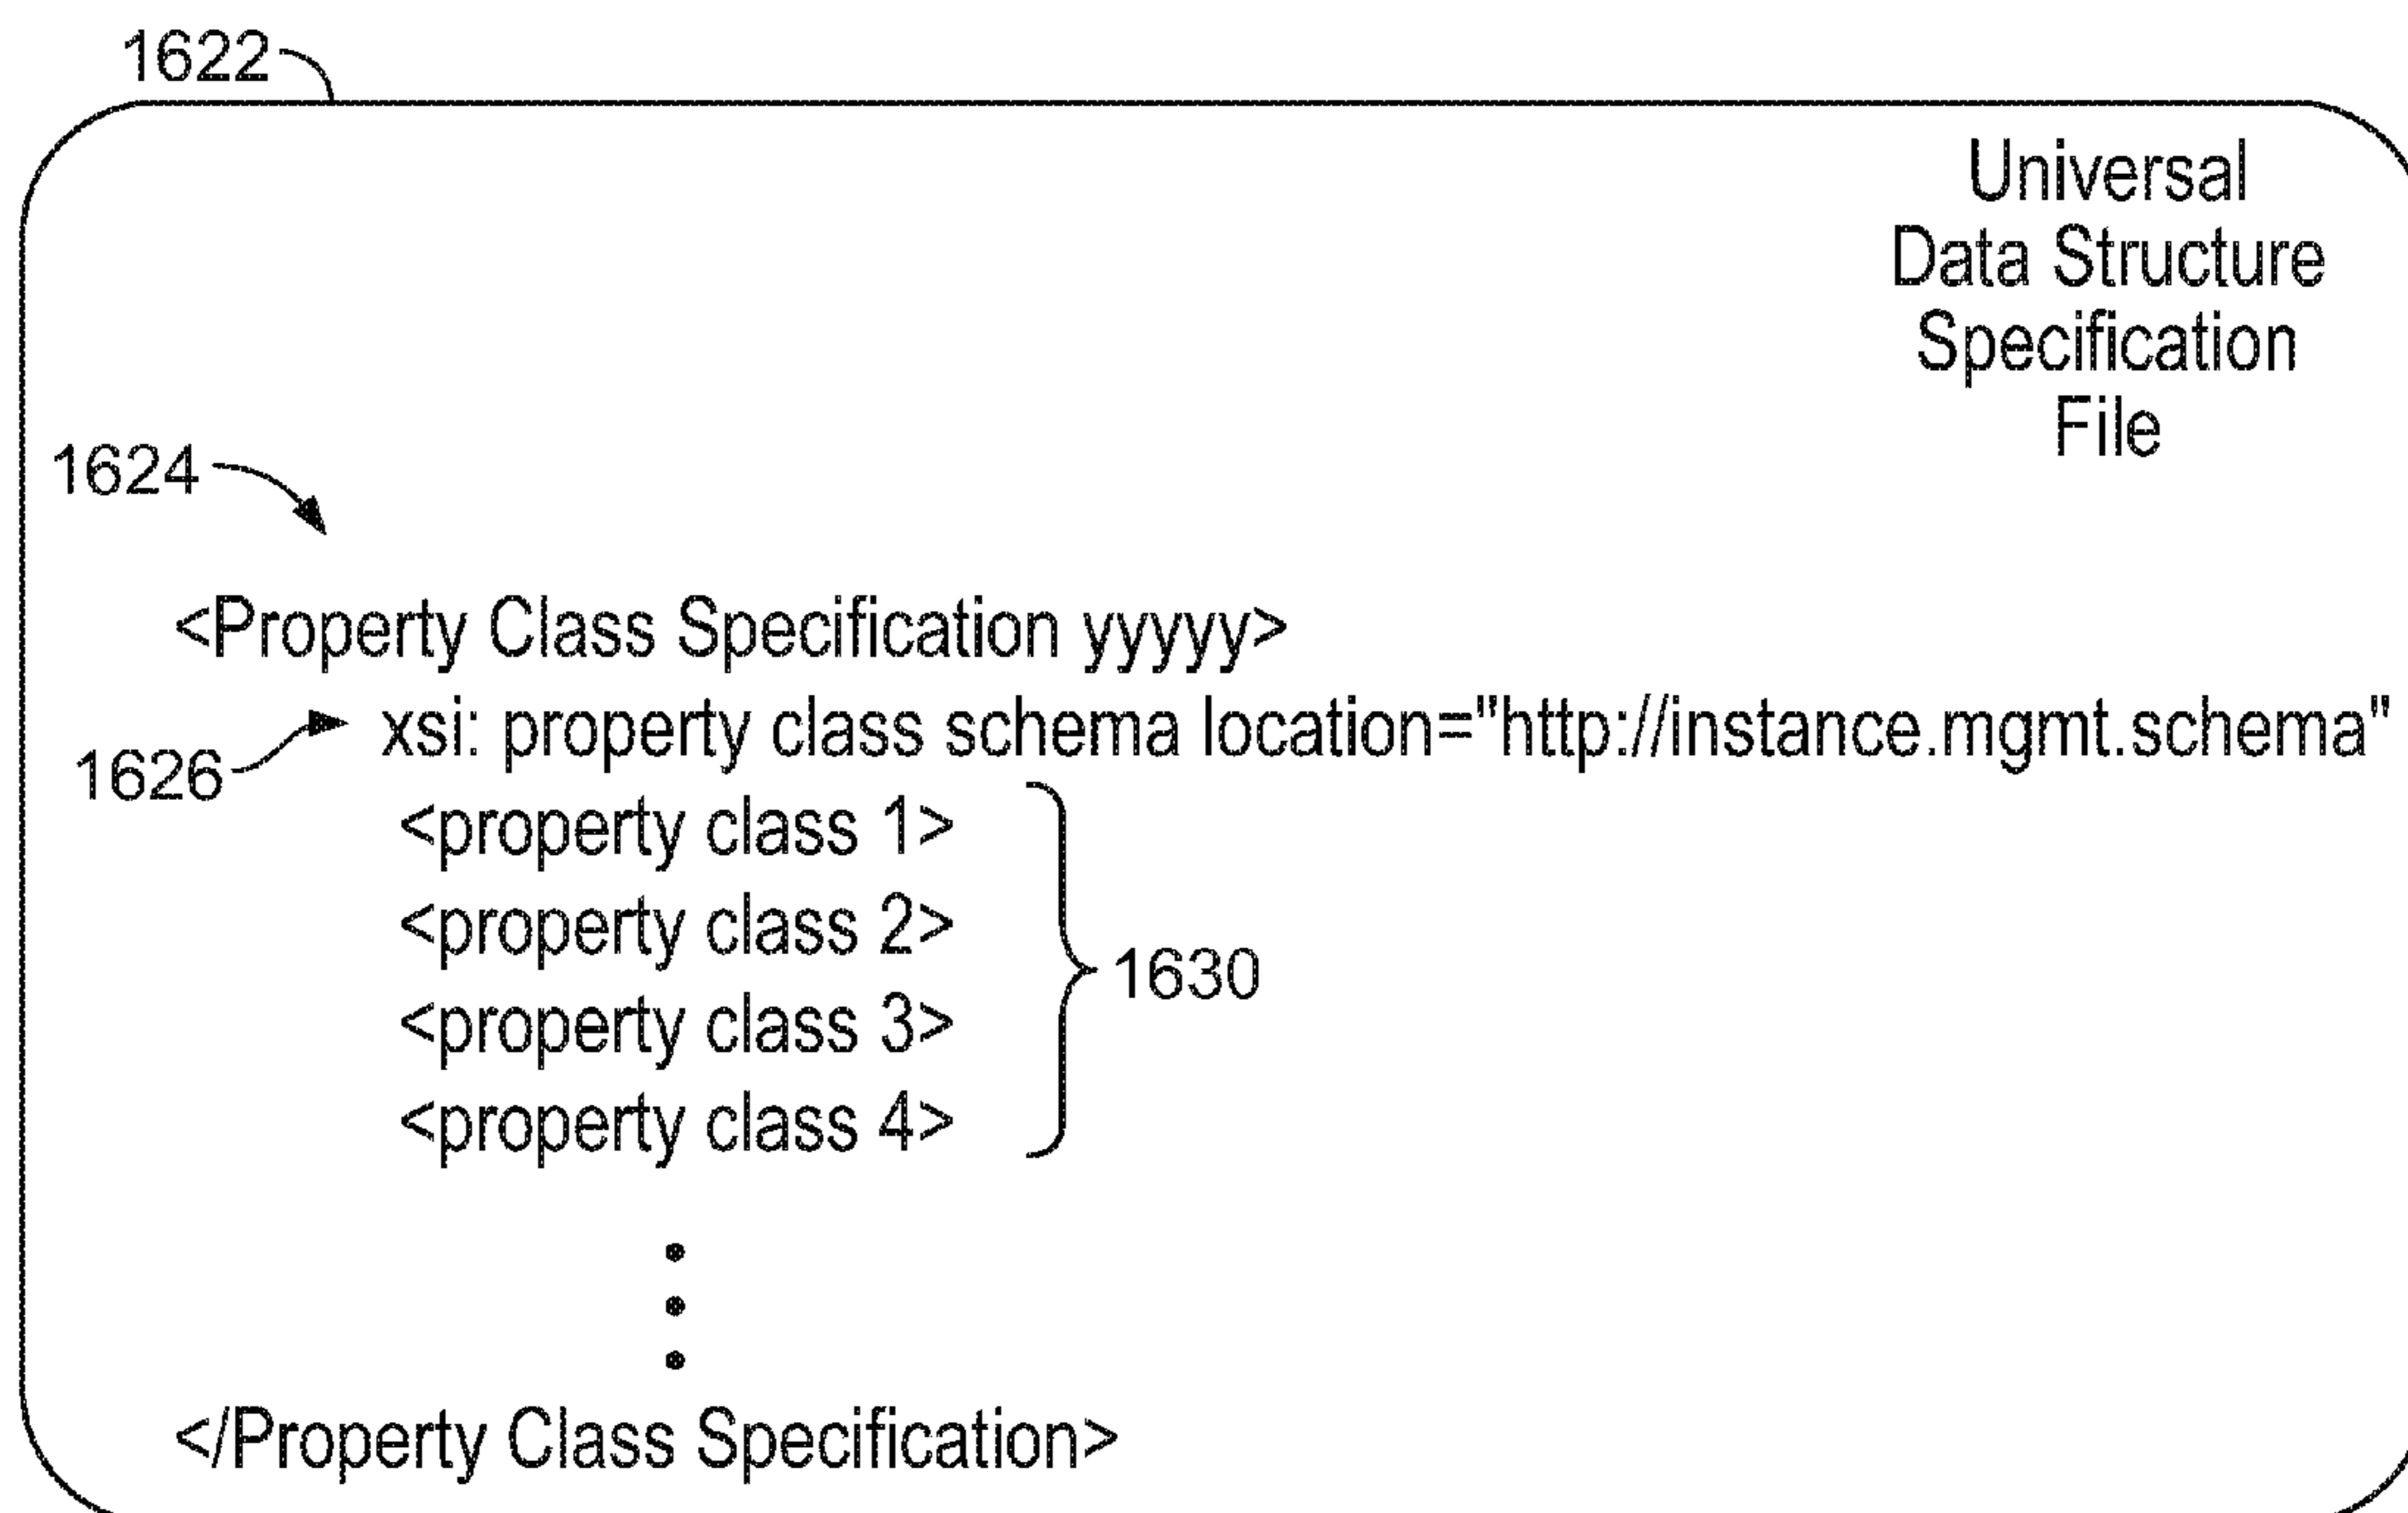 1622
Universal
Data Structure
Specification
File
1624
<Property Class Specification yyyyy>
xsi: property class schema location="http://instance.mgmt.schema"
1626
<property class 1>
<property class 2>
1630
<property class 3>
<property class 4>
</Property Class Specification>